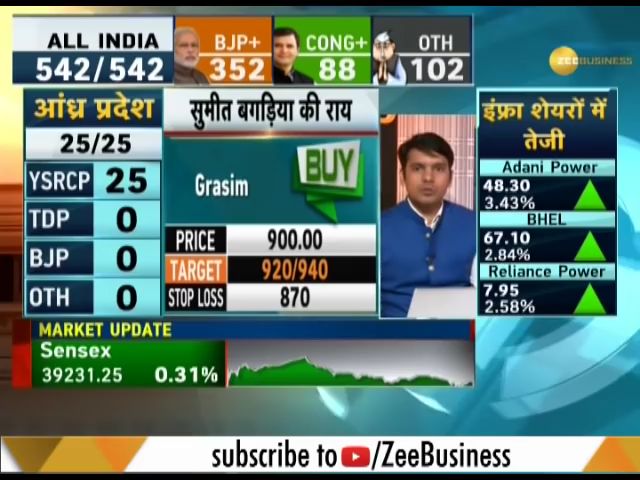 ALL INDIA
542/542
BJP+
352
CONG+
88
OTH
102
ZEEBUSINESS
आंध्र प्रदेश
25/25
YSRCP 25
TDP 0
BJP 0
OTH 0
सुमीत बगड़िया की राय
Grasim
BUY
PRICE 900.00
TARGET 920/940
STOP LOSS 870
इंफ्रा शेयरों में
तेजी
Adani Power
48.30
3.43%
BHEL
67.10
2.84%
Reliance Power
7.95
2.58%
MARKET UPDATE
Sensex
39231.25 0.31%
subscribe to /ZeeBusiness